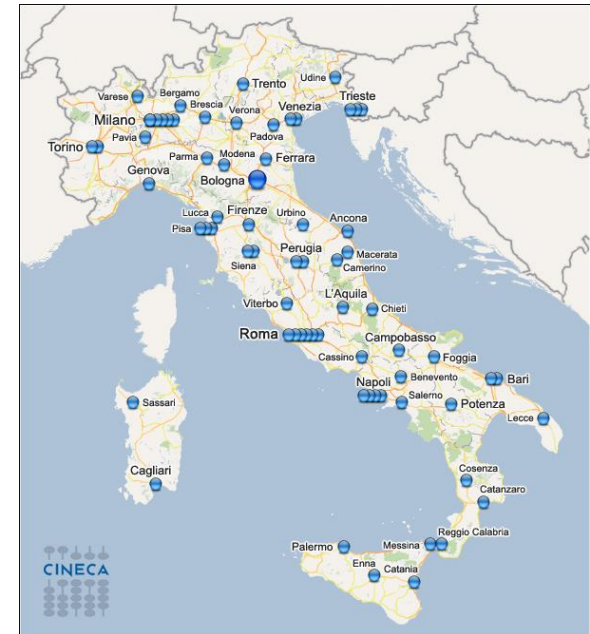 Trento
Udine
Varese
Bergamo
Trieste
Brescia
Verona
Venezia
Milano
Padova
Pavia
Torino
Parma
Modena
Ferrara
Genova
Bologna
Lucca
Firenze
Urbino
Ancona
Pisa
Perugia
Macerata
Siena
Camerino
Viterbo
L'Aquila
Chieti
Roma
Campobasso
Cassino
Foggia
Napoli
Benevento
Bari
Salerno
Potenza
Sassari
Lecce
Cagliari
Cosenza
Catanzaro
Reggio Calabria
Palermo
Messina
Enna
Catania
CINECA